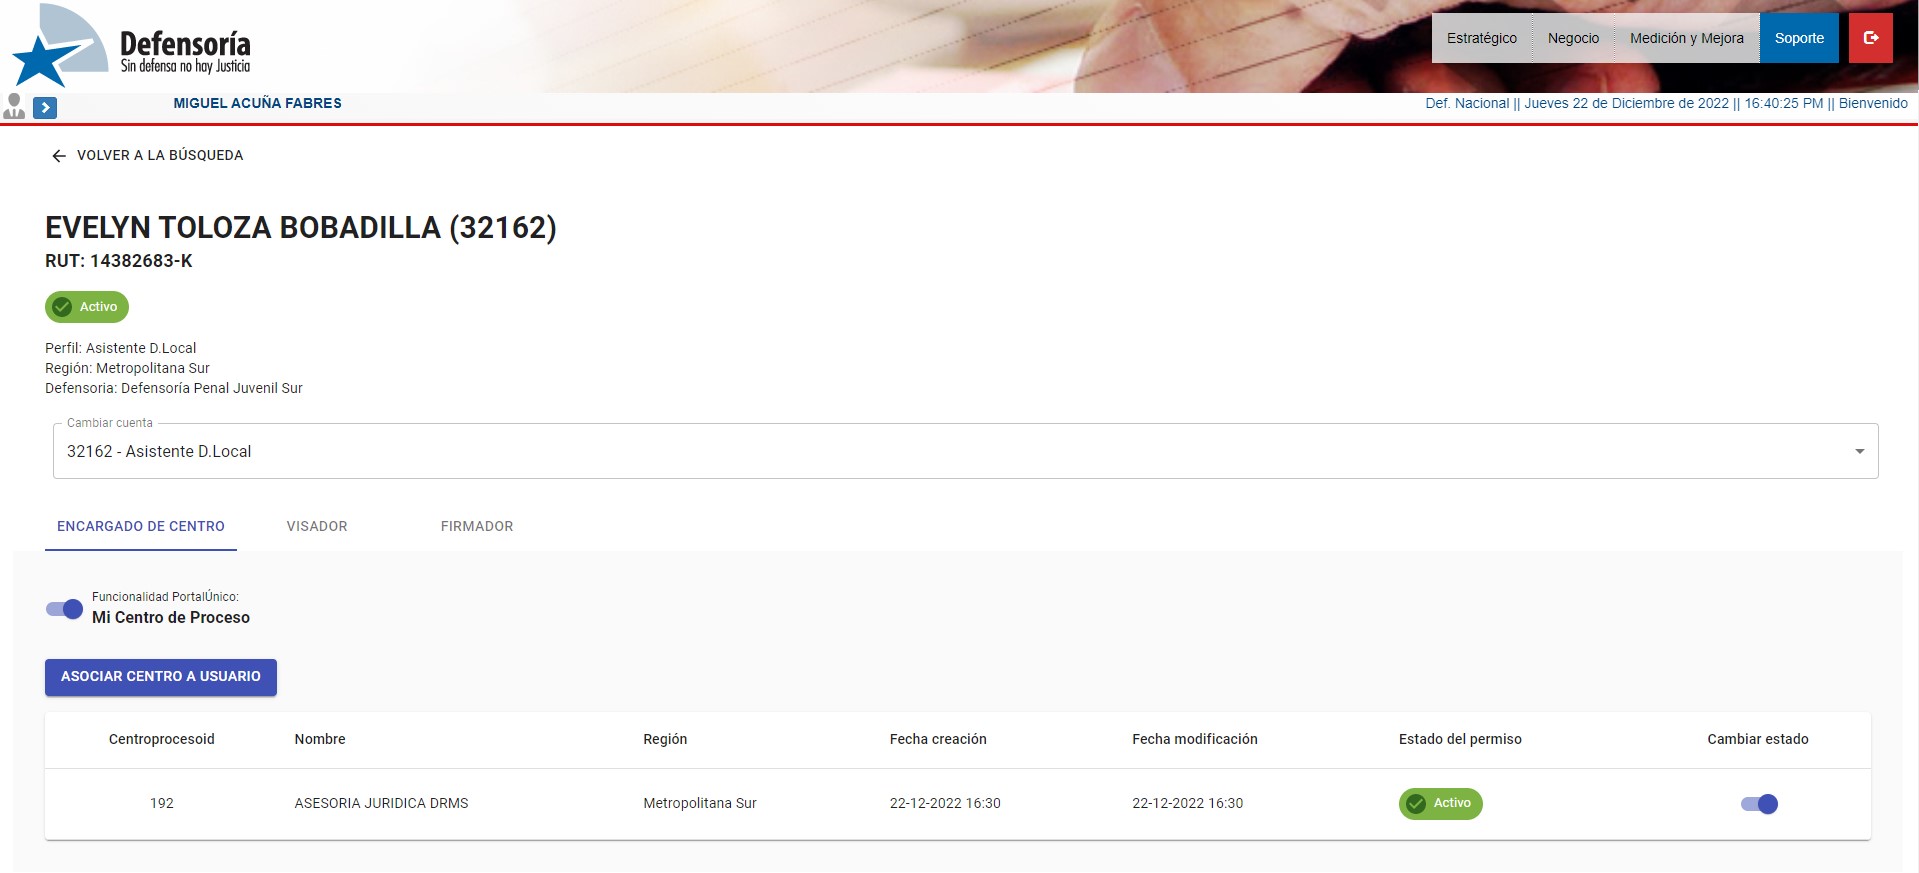 Defensoría
Sin defensa no hay Justicia
Estratégico Negocio Medición y Mejora Soporte
MIGUEL ACUÑA FABRES
Def. Nacional || Jueves 22 de Diciembre de 2022 || 16:40:25 PM || Bienvenido
VOLVER A LA BÚSQUEDA
EVELYN TOLOZA BOBADILLA (32162)
RUT: 14382683-K
Activo
Perfil: Asistente D.Local
Región: Metropolitana Sur
Defensoria: Defensoría Penal Juvenil Sur
Cambiar cuenta
32162 - Asistente D.Local
ENCARGADO DE CENTRO VISADOR FIRMADOR
Funcionalidad PortalÚnico:
Mi Centro de Proceso
ASOCIAR CENTRO A USUARIO
Centroprocesoid Nombre Región Fecha creación Fecha modificación Estado del permiso Cambiar estado
192 ASESORIA JURIDICA DRMS Metropolitana Sur 22-12-2022 16:30 22-12-2022 16:30 Activo